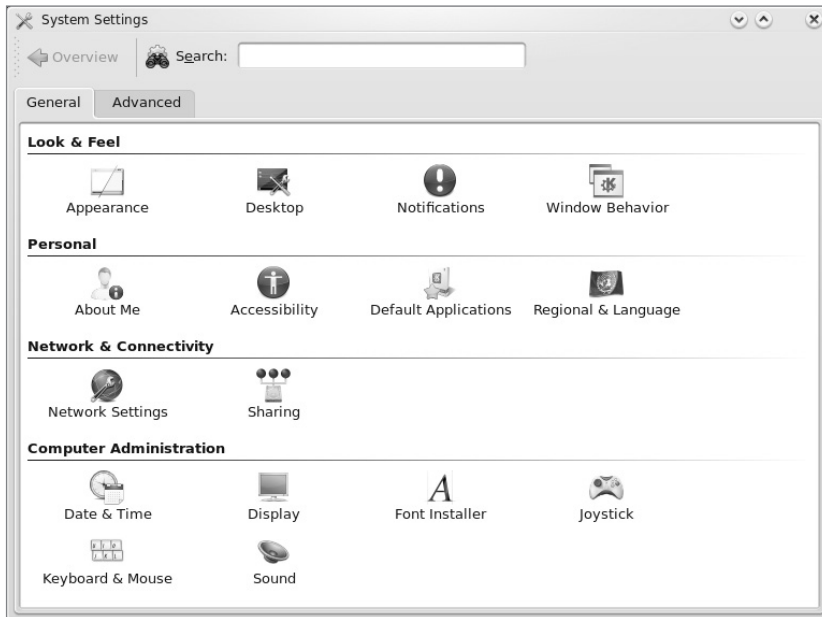 System Settings
Overview Search:
General Advanced
Look & Feel
Appearance Desktop Notifications Window Behavior
Personal
About Me Accessibility Default Applications Regional & Language
Network & Connectivity
Network Settings Sharing
Computer Administration
Date & Time Display Font Installer Joystick
Keyboard & Mouse Sound